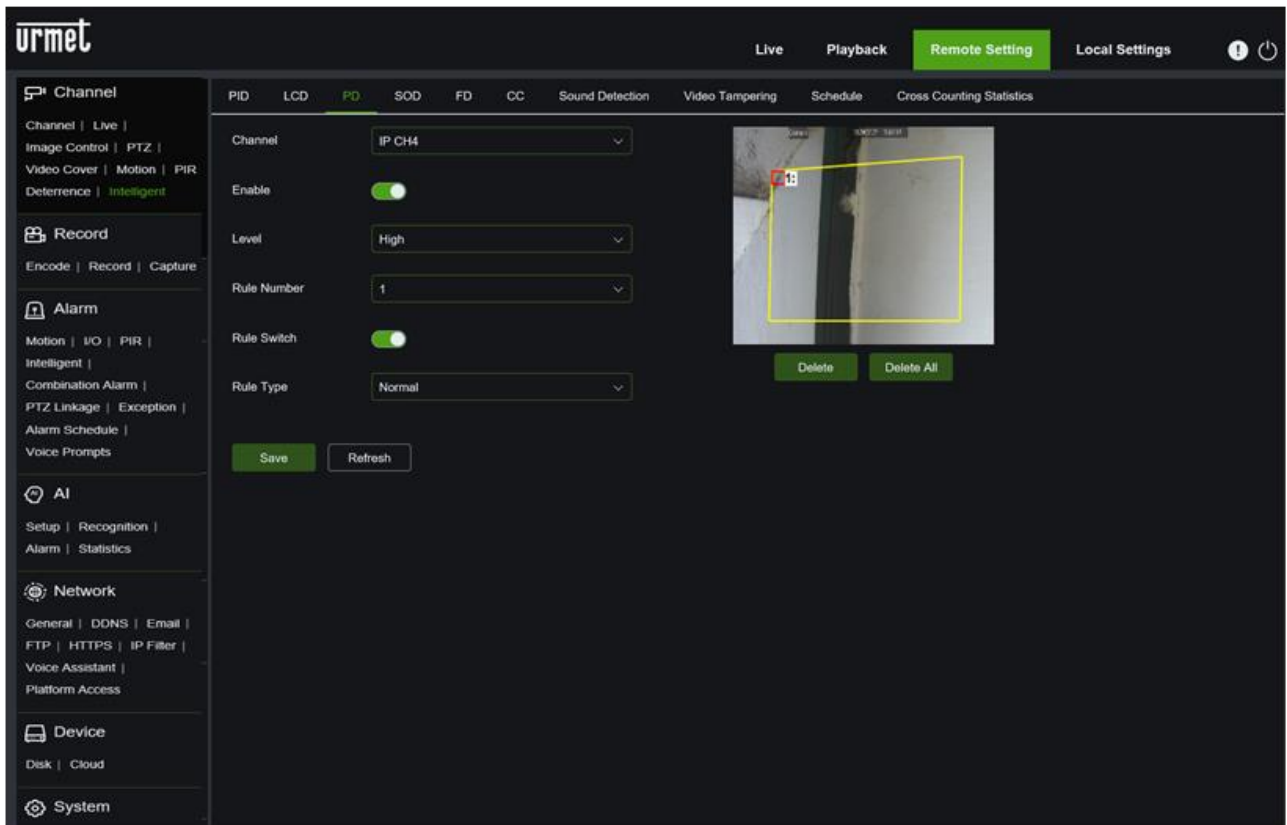 urmet
Live Playback Remote Setting Local Settings
Channel
Channel | Live |
Image Control | PTZ |
Video Cover | Motion | PIR
Deterrence | Intelligent
Record
Encode | Record | Capture
Alarm
Motion | I/O | PIR |
Intelligent |
Combination Alarm |
PTZ Linkage | Exception |
Alarm Schedule |
Voice Prompts
AI
Setup | Recognition |
Alarm | Statistics
Network
General | DDNS | Email |
FTP | HTTPS | IP Filter |
Voice Assistant |
Platform Access
Device
Disk | Cloud
System
PID LCD PD SOD FD CC Sound Detection Video Tampering Schedule Cross Counting Statistics
Channel IP CH4
Enable
Level High
Rule Number 1
Rule Switch
Rule Type Normal
Save Refresh
1:
Delete Delete All